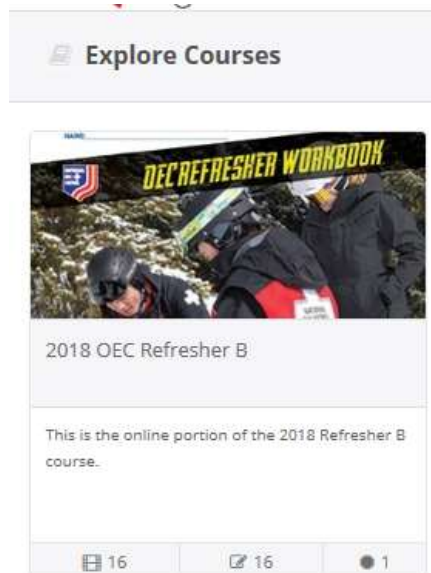 Explore Courses
NAME:
OEC REFRESHER WORKBOOK
2018 OEC Refresher B
This is the online portion of the 2018 Refresher B
course.
16
16
1